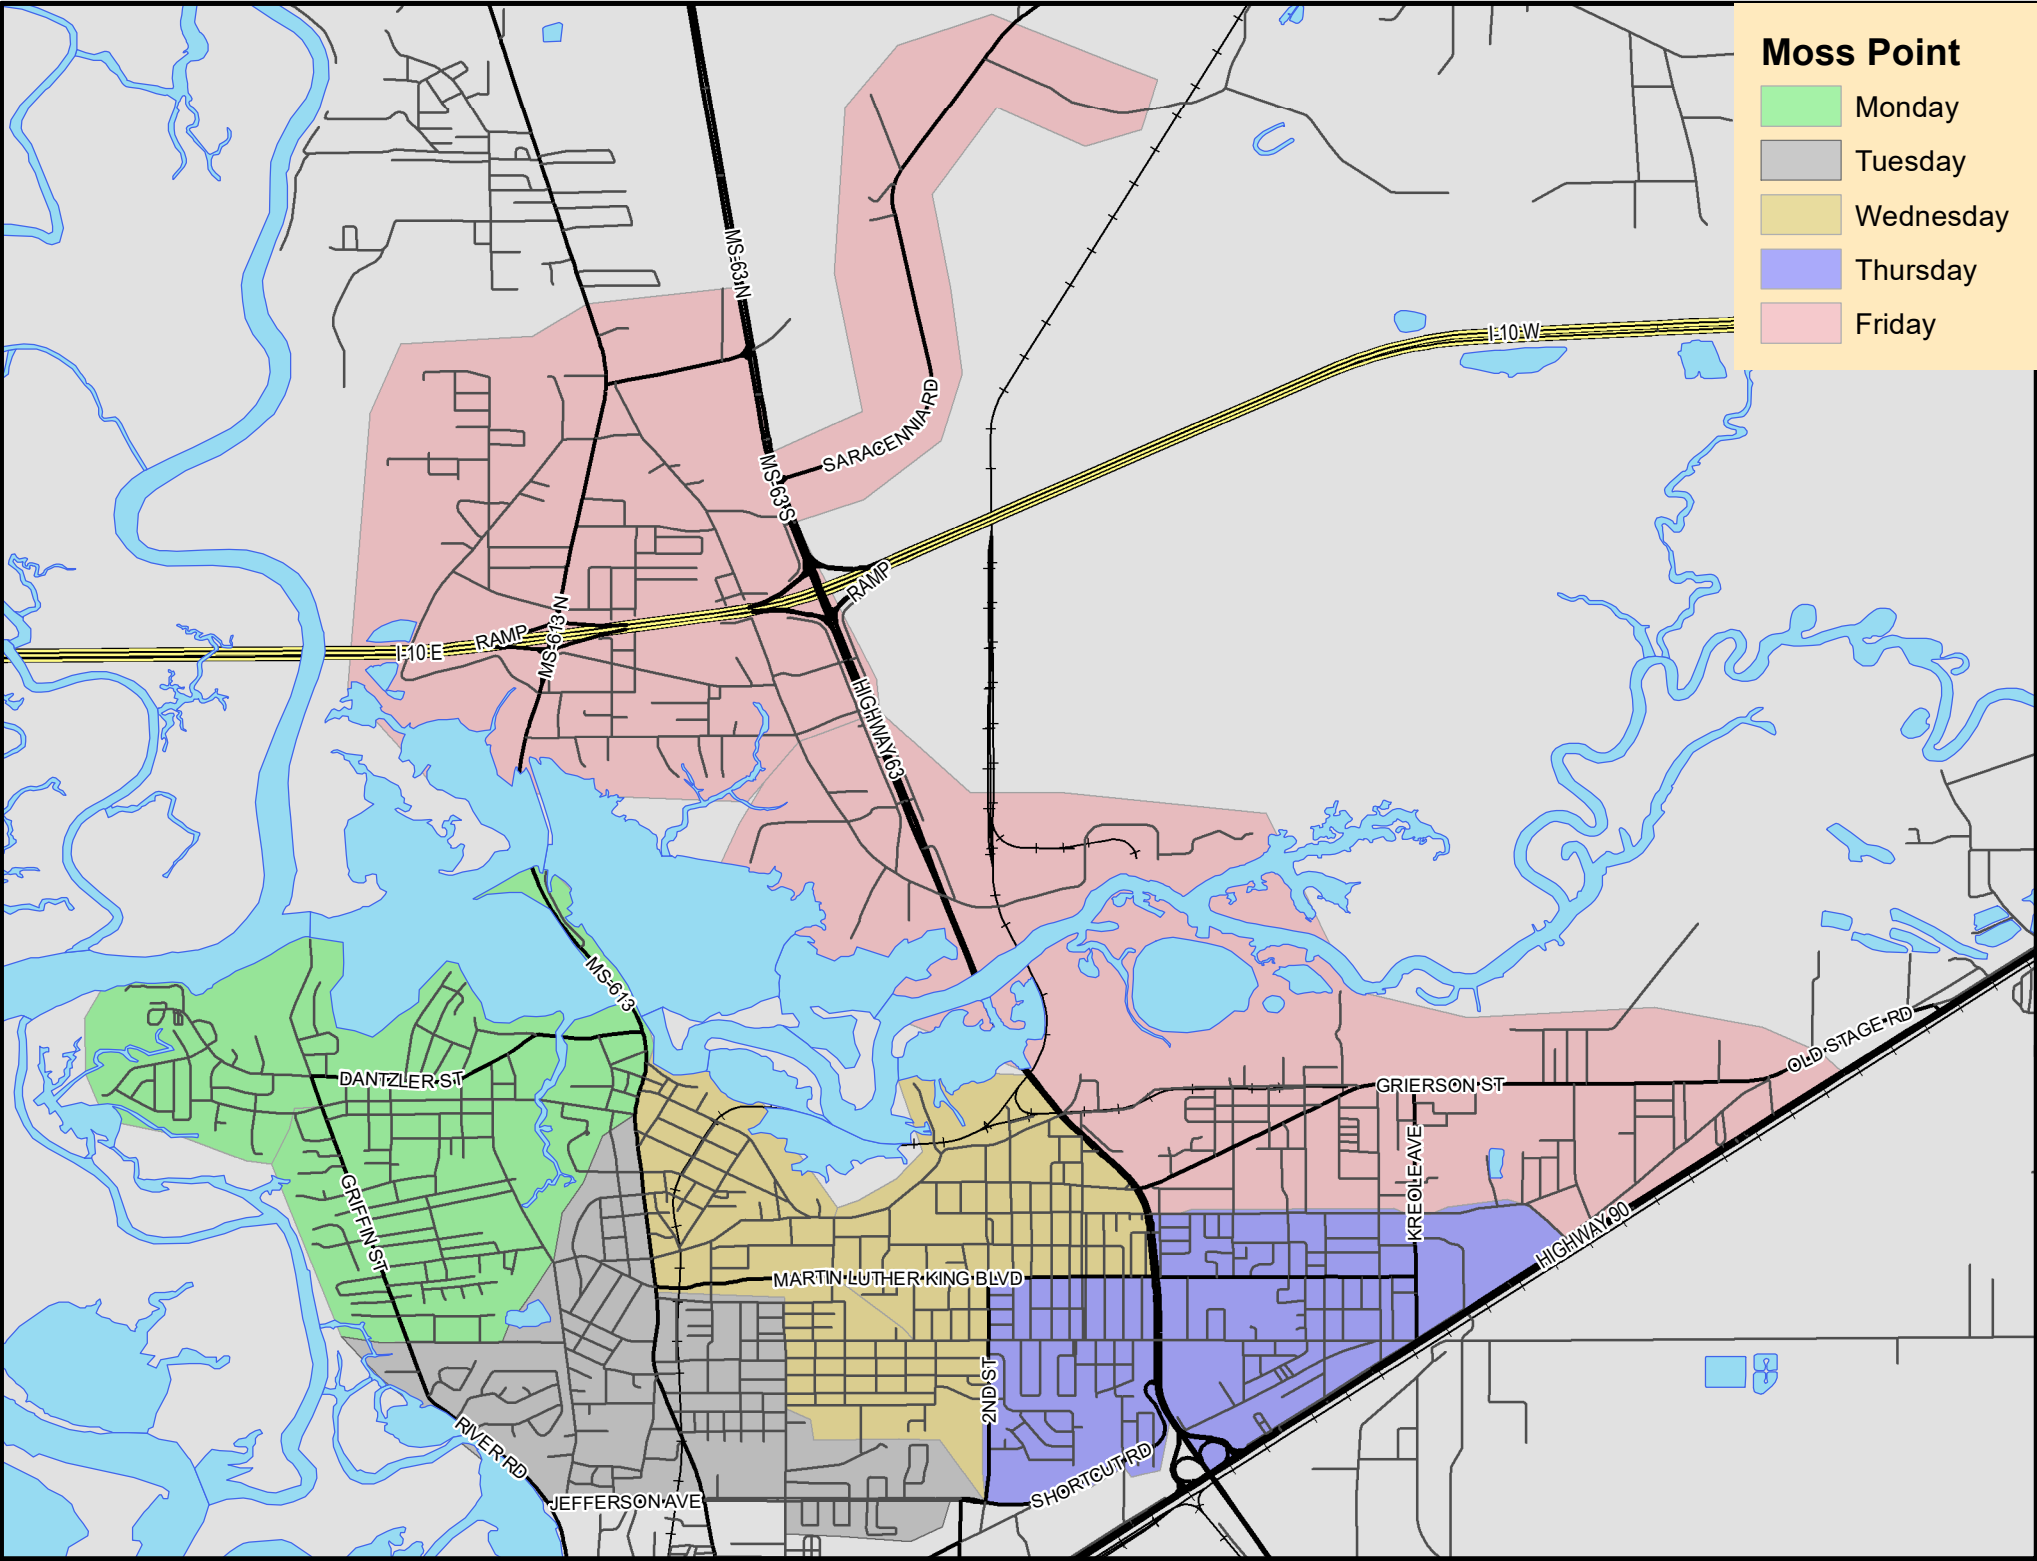 Moss Point
Monday
Tuesday
Wednesday
Thursday
Friday
MS-63 N
I-10 W
SARACENNIA RD
MS-63 S
RAMP
MS-613 N
RAMP
I-10 E
HIGHWAY 63
MS-613
OLD STAGE RD
DANTZLER ST
GRIERSON ST
KREOLE AVE
GRIFFIN ST
HIGHWAY 90
MARTIN LUTHER KING BLVD
2ND ST
RIVER RD
SHORTCUT RD
JEFFERSON AVE